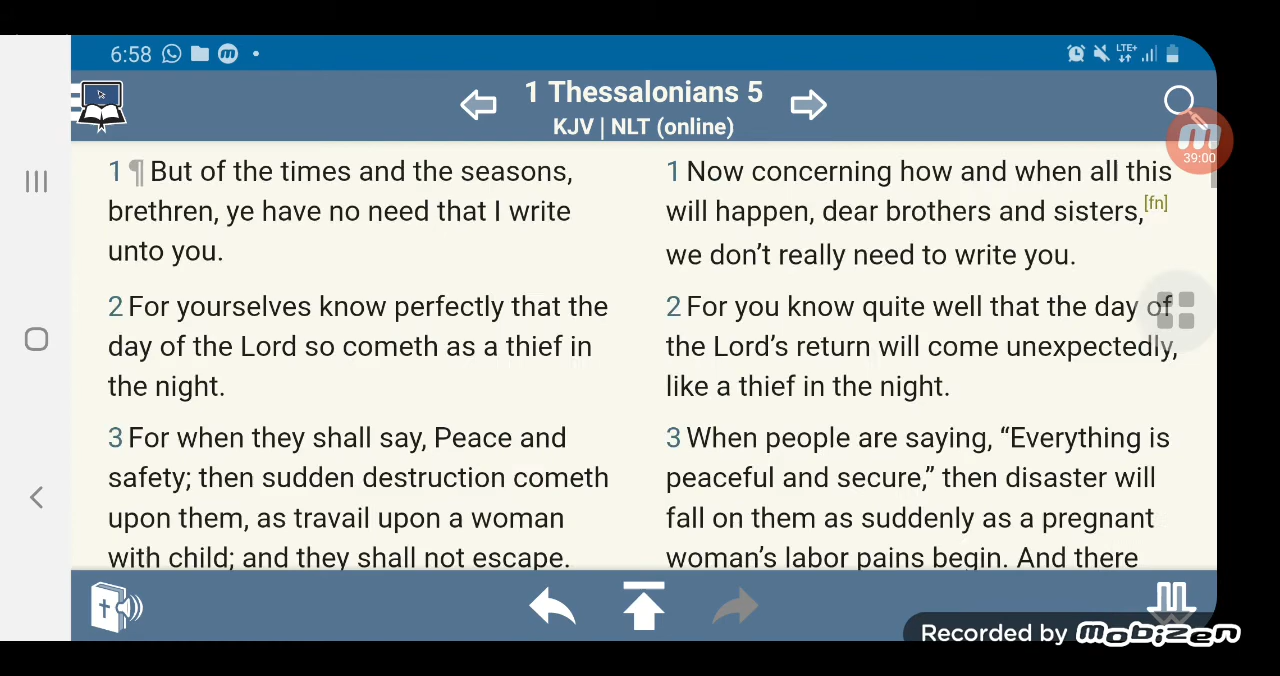 6:58
LTE+
1 Thessalonians 5
KJV | NLT (online)
m
39:00
1 ¶ But of the times and the seasons,
brethren, ye have no need that I write
unto you.
2 For yourselves know perfectly that the
day of the Lord so cometh as a thief in
the night.
3 For when they shall say, Peace and
safety; then sudden destruction cometh
upon them, as travail upon a woman
with child; and they shall not escape.
1 Now concerning how and when all this
will happen, dear brothers and sisters,[fn]
we don’t really need to write you.
2 For you know quite well that the day of
the Lord’s return will come unexpectedly,
like a thief in the night.
3 When people are saying, “Everything is
peaceful and secure,” then disaster will
fall on them as suddenly as a pregnant
woman’s labor pains begin. And there
Recorded by mobizen